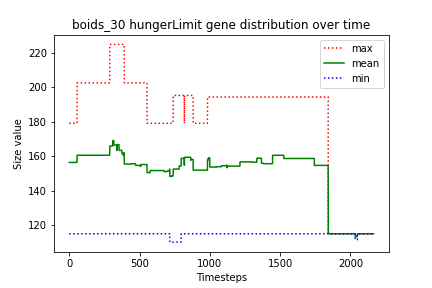 boids_30 hungerLimit gene distribution over time
max
mean
min
Size value
220
200
180
160
140
120
0
500
1000
1500
2000
Timesteps